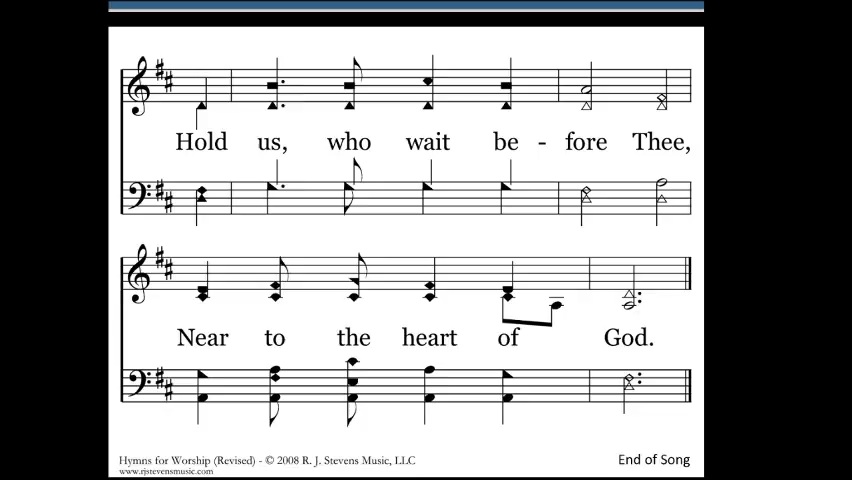 Hold us, who wait be - fore Thee,
Near to the heart of God.
Hymns for Worship (Revised) - © 2008 R. J. Stevens Music, LLC
www.rjstevensmusic.com
End of Song